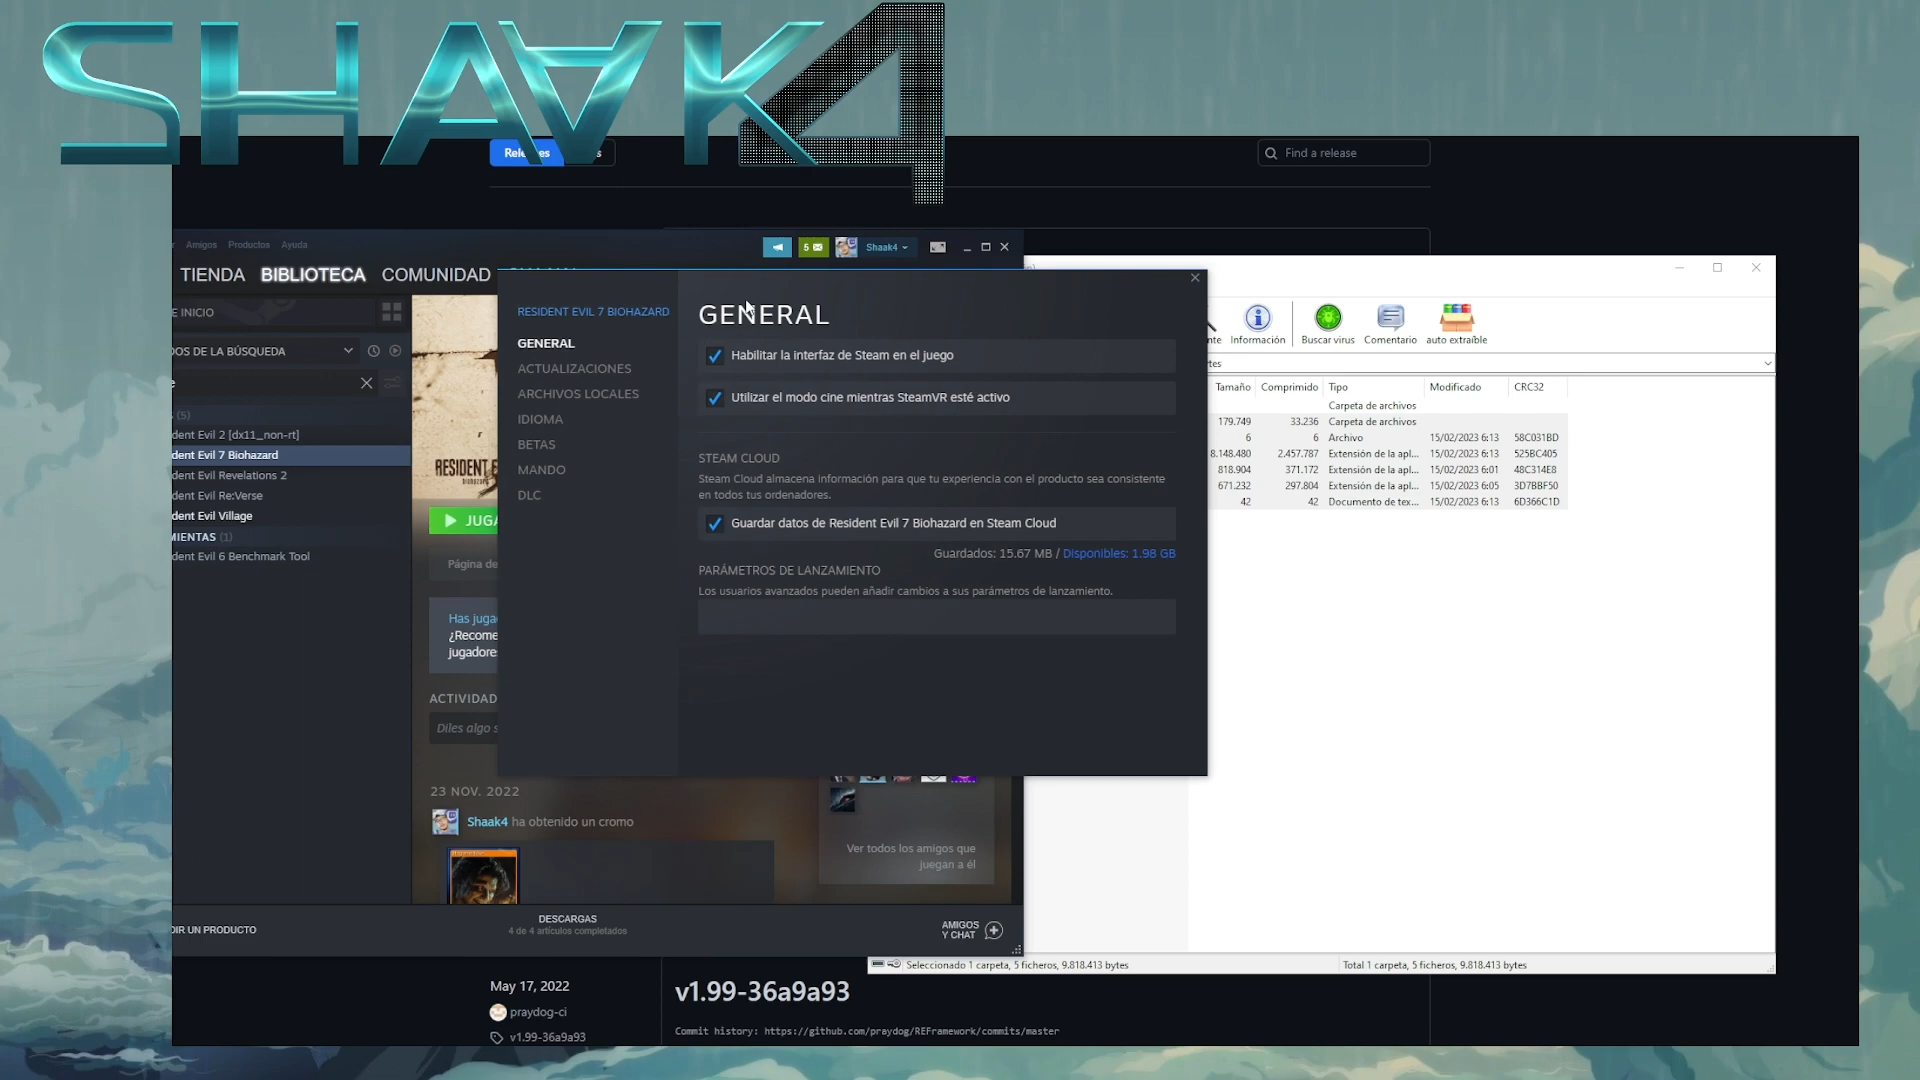 SHAAK4
Releases
Find a release
Amigos Productos Ayuda
5
Shaak4
TIENDA BIBLIOTECA COMUNIDAD
E INICIO
OS DE LA BÚSQUEDA
e
(5)
dent Evil 2 [dx11_non-rt]
dent Evil 7 Biohazard
dent Evil Revelations 2
dent Evil Re:Verse
dent Evil Village
MIENTAS (1)
dent Evil 6 Benchmark Tool
DIR UN PRODUCTO
RESIDENT E
biohazard
JUGA
Página de
Has juga
¿Recome
jugadore
ACTIVIDAD
Diles algo s
23 NOV. 2022
Shaak4 ha obtenido un cromo
Ver todos los amigos que
juegan a él
DESCARGAS
4 de 4 artículos completados
AMIGOS
Y CHAT
RESIDENT EVIL 7 BIOHAZARD
GENERAL
ACTUALIZACIONES
ARCHIVOS LOCALES
IDIOMA
BETAS
MANDO
DLC
GENERAL
Habilitar la interfaz de Steam en el juego
Utilizar el modo cine mientras SteamVR esté activo
STEAM CLOUD
Steam Cloud almacena información para que tu experiencia con el producto sea consistente
en todos tus ordenadores.
Guardar datos de Resident Evil 7 Biohazard en Steam Cloud
Guardados: 15.67 MB / Disponibles: 1.98 GB
PARÁMETROS DE LANZAMIENTO
Los usuarios avanzados pueden añadir cambios a sus parámetros de lanzamiento.
nte Información Buscar virus Comentario auto extraíble
tes
Tamaño Comprimido Tipo Modificado CRC32
Carpeta de archivos
179.749 33.236 Carpeta de archivos
6 6 Archivo 15/02/2023 6:13 58C031BD
8.148.480 2.457.787 Extensión de la apl... 15/02/2023 6:13 525BC405
818.904 371.172 Extensión de la apl... 15/02/2023 6:01 48C314E8
671.232 297.804 Extensión de la apl... 15/02/2023 6:05 3D7BBF50
42 42 Documento de tex... 15/02/2023 6:13 6D366C1D
Seleccionado 1 carpeta, 5 ficheros, 9.818.413 bytes
Total 1 carpeta, 5 ficheros, 9.818.413 bytes
May 17, 2022
praydog-ci
v1.99-36a9a93
v1.99-36a9a93
Commit history: https://github.com/praydog/REFramework/commits/master